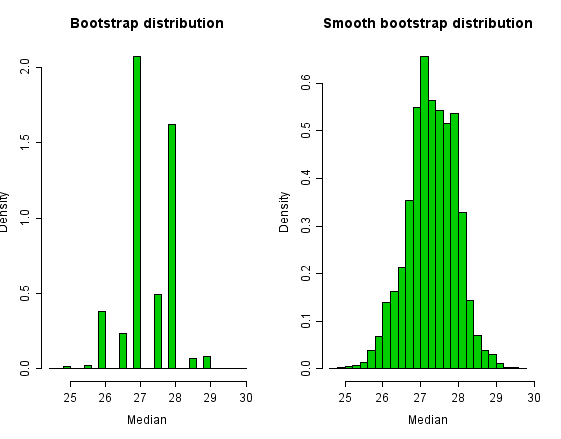 Bootstrap distribution
Density
0.0
0.5
1.0
1.5
2.0
25 26 27 28 29 30
Median
Smooth bootstrap distribution
Density
0.0
0.1
0.2
0.3
0.4
0.5
0.6
25 26 27 28 29 30
Median